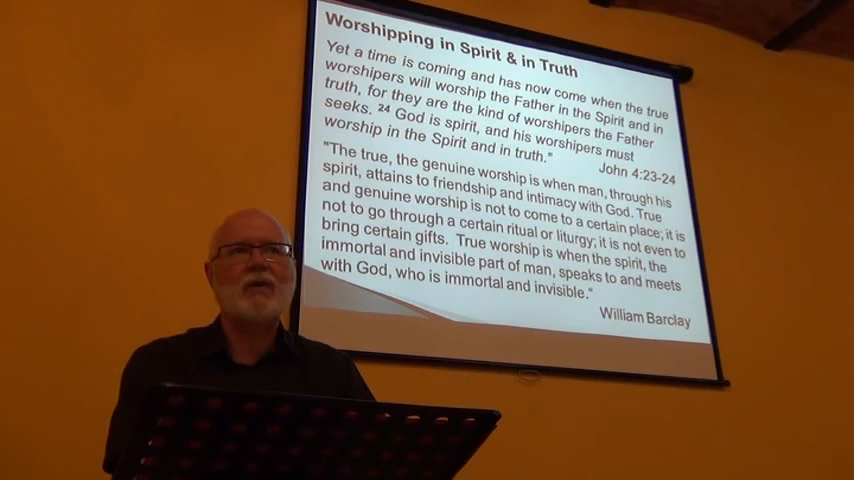 Worshipping in Spirit & in Truth
Yet a time is coming and has now come when the true
worshipers will worship the Father in the Spirit and in
truth, for they are the kind of worshipers the Father
seeks. 24 God is spirit, and his worshipers must
worship in the Spirit and in truth."
John 4:23-24
"The true, the genuine worship is when man, through his
spirit, attains to friendship and intimacy with God. True
and genuine worship is not to come to a certain place; it is
not to go through a certain ritual or liturgy; it is not even to
bring certain gifts. True worship is when the spirit, the
immortal and invisible part of man, speaks to and meets
with God, who is immortal and invisible."
William Barclay